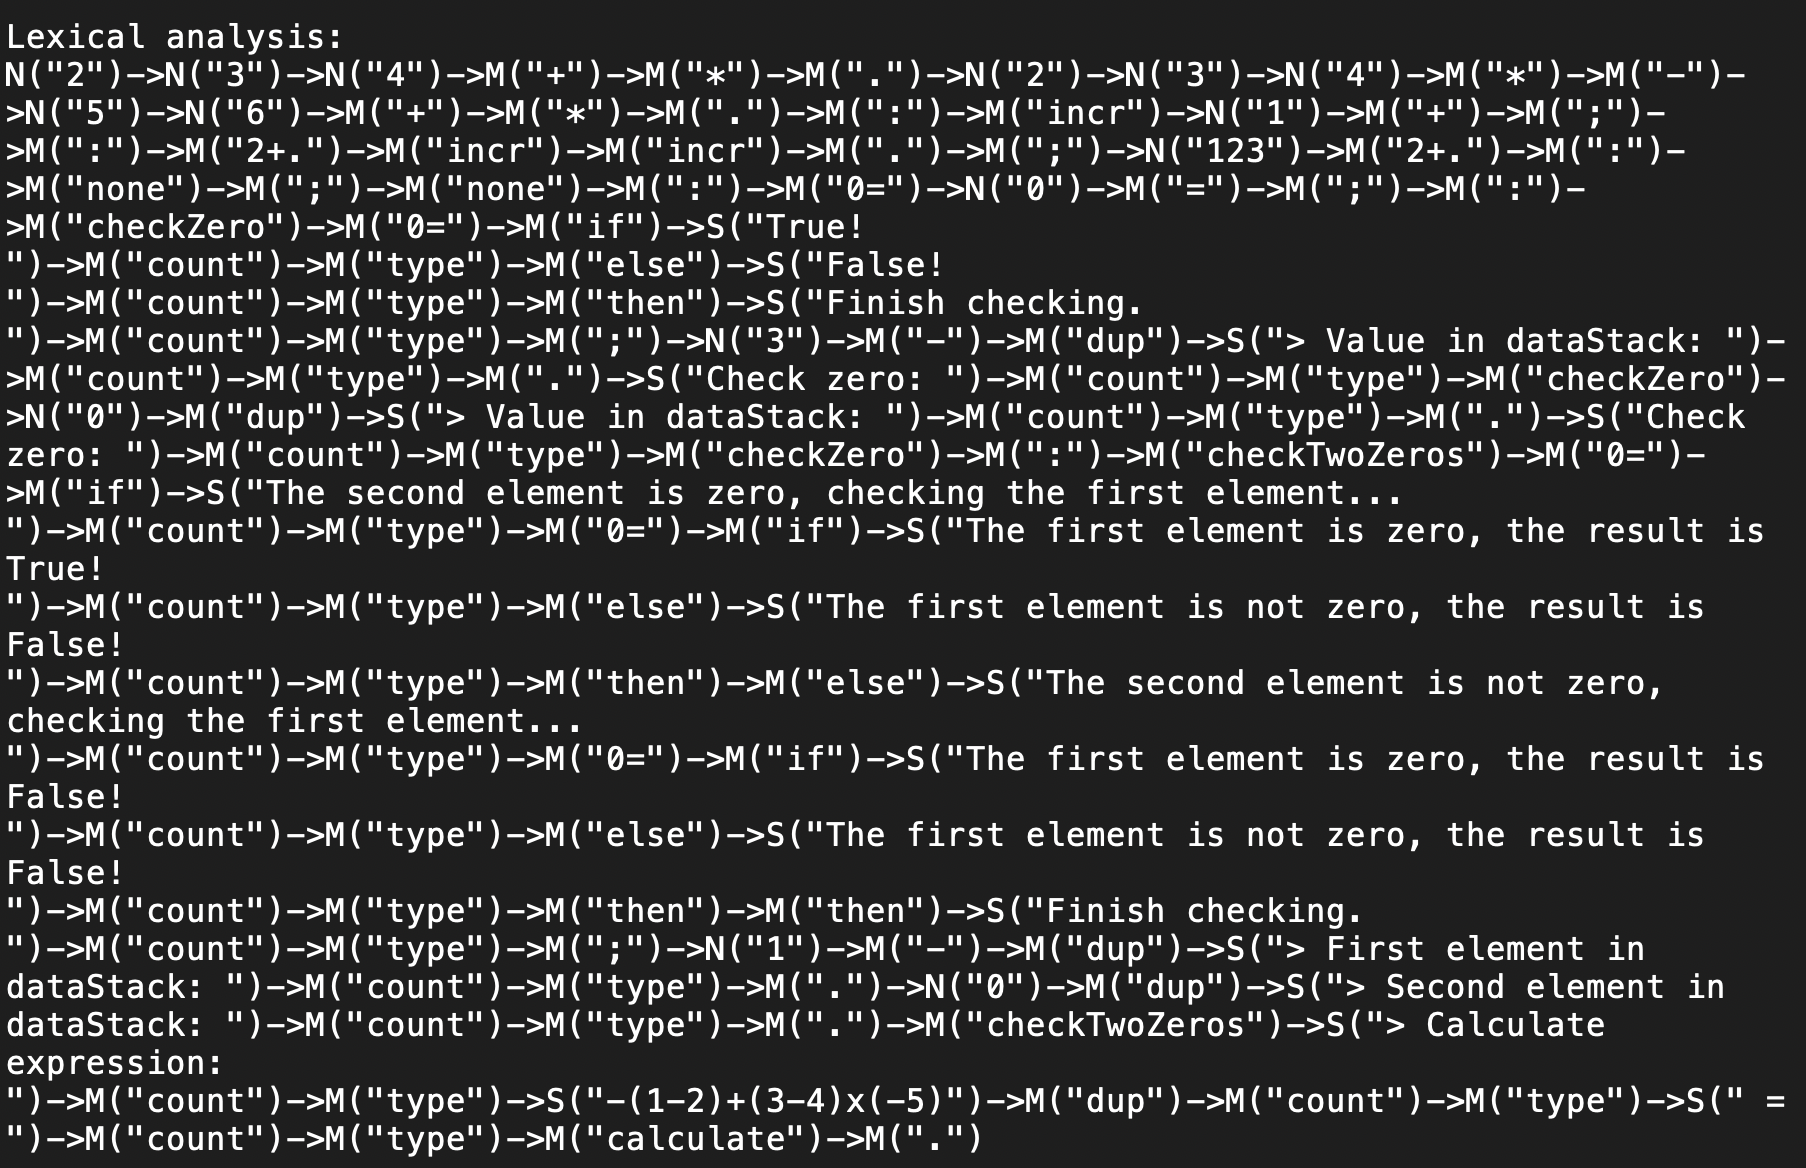 Lexical analysis:
N("2")->N("3")->N("4")->M("+")->M("*")->M(".")->N("2")->N("3")->N("4")->M("*")->M("-")-
>N("5")->N("6")->M("+")->M("*")->M(".")->M(":")->M("incr")->N("1")->M("+")->M(";")-
>M(":")->M("2+.")->M("incr")->M("incr")->M(".")->M(";")->N("123")->M("2+.")->M(":")-
>M("none")->M(";")->M("none")->M(":")->M("0=")->N("0")->M("=")->M(";")->M(":")-
>M("checkZero")->M("0=")->M("if")->S("True!
")->M("count")->M("type")->M("else")->S("False!
")->M("count")->M("type")->M("then")->S("Finish checking.
")->M("count")->M("type")->M(";")->N("3")->M("-")->M("dup")->S("> Value in dataStack: ")-
>M("count")->M("type")->M(".")->S("Check zero: ")->M("count")->M("type")->M("checkZero")-
>N("0")->M("dup")->S("> Value in dataStack: ")->M("count")->M("type")->M(".")->S("Check
zero: ")->M("count")->M("type")->M("checkZero")->M(":")->M("checkTwoZeros")->M("0=")-
>M("if")->S("The second element is zero, checking the first element...
")->M("count")->M("type")->M("0=")->M("if")->S("The first element is zero, the result is
True!
")->M("count")->M("type")->M("else")->S("The first element is not zero, the result is
False!
")->M("count")->M("type")->M("then")->M("else")->S("The second element is not zero,
checking the first element...
")->M("count")->M("type")->M("0=")->M("if")->S("The first element is zero, the result is
False!
")->M("count")->M("type")->M("else")->S("The first element is not zero, the result is
False!
")->M("count")->M("type")->M("then")->M("then")->S("Finish checking.
")->M("count")->M("type")->M(";")->N("1")->M("-")->M("dup")->S("> First element in
dataStack: ")->M("count")->M("type")->M(".")->N("0")->M("dup")->S("> Second element in
dataStack: ")->M("count")->M("type")->M(".")->M("checkTwoZeros")->S("> Calculate
expression:
")->M("count")->M("type")->S("-(1-2)+(3-4)x(-5)")->M("dup")->M("count")->M("type")->S(" =
")->M("count")->M("type")->M("calculate")->M(".")